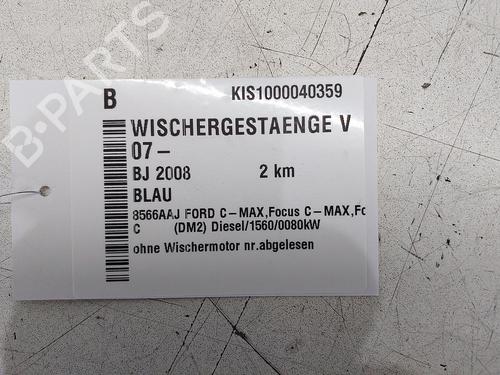 B KIS1000040359
WISCHERGESTAENGE V
07-
BJ 2008 2 km
BLAU
8566AAJ FORD C-MAX,Focus C-MAX,Fo
C (DM2) Diesel/1560/0080kW
ohne Wischermotor nr.abgelesen
B-PARTS